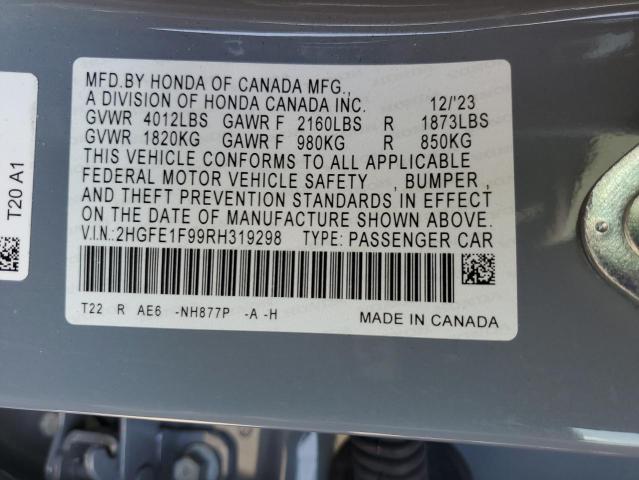 MFD.BY HONDA OF CANADA MFG.,
A DIVISION OF HONDA CANADA INC. 12/'23
GVWR 4012LBS GAWR F 2160LBS R 1873LBS
GVWR 1820KG GAWR F 980KG R 850KG
THIS VEHICLE CONFORMS TO ALL APPLICABLE
FEDERAL MOTOR VEHICLE SAFETY , BUMPER ,
AND THEFT PREVENTION STANDARDS IN EFFECT
ON THE DATE OF MANUFACTURE SHOWN ABOVE.
V.I.N.:2HGFE1F99RH319298 TYPE: PASSENGER CAR
T22 R AE6 -NH877P -A -H
MADE IN CANADA
T20 A1